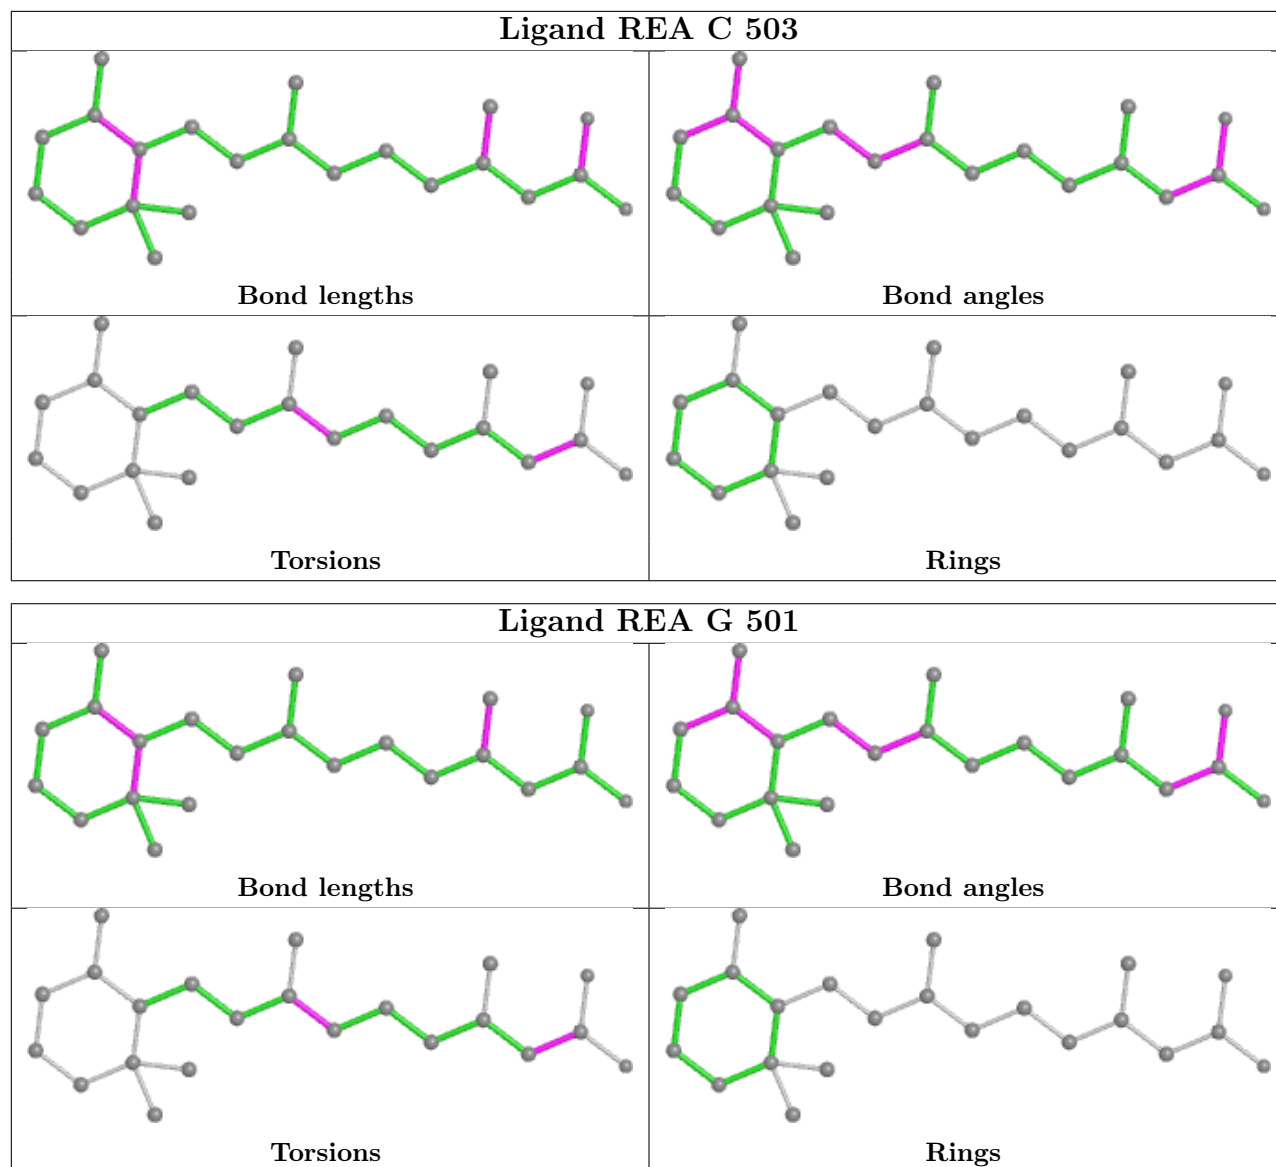 Ligand REA C 503
Bond lengths
Bond angles
Torsions
Rings
Ligand REA G 501
Bond lengths
Bond angles
Torsions
Rings